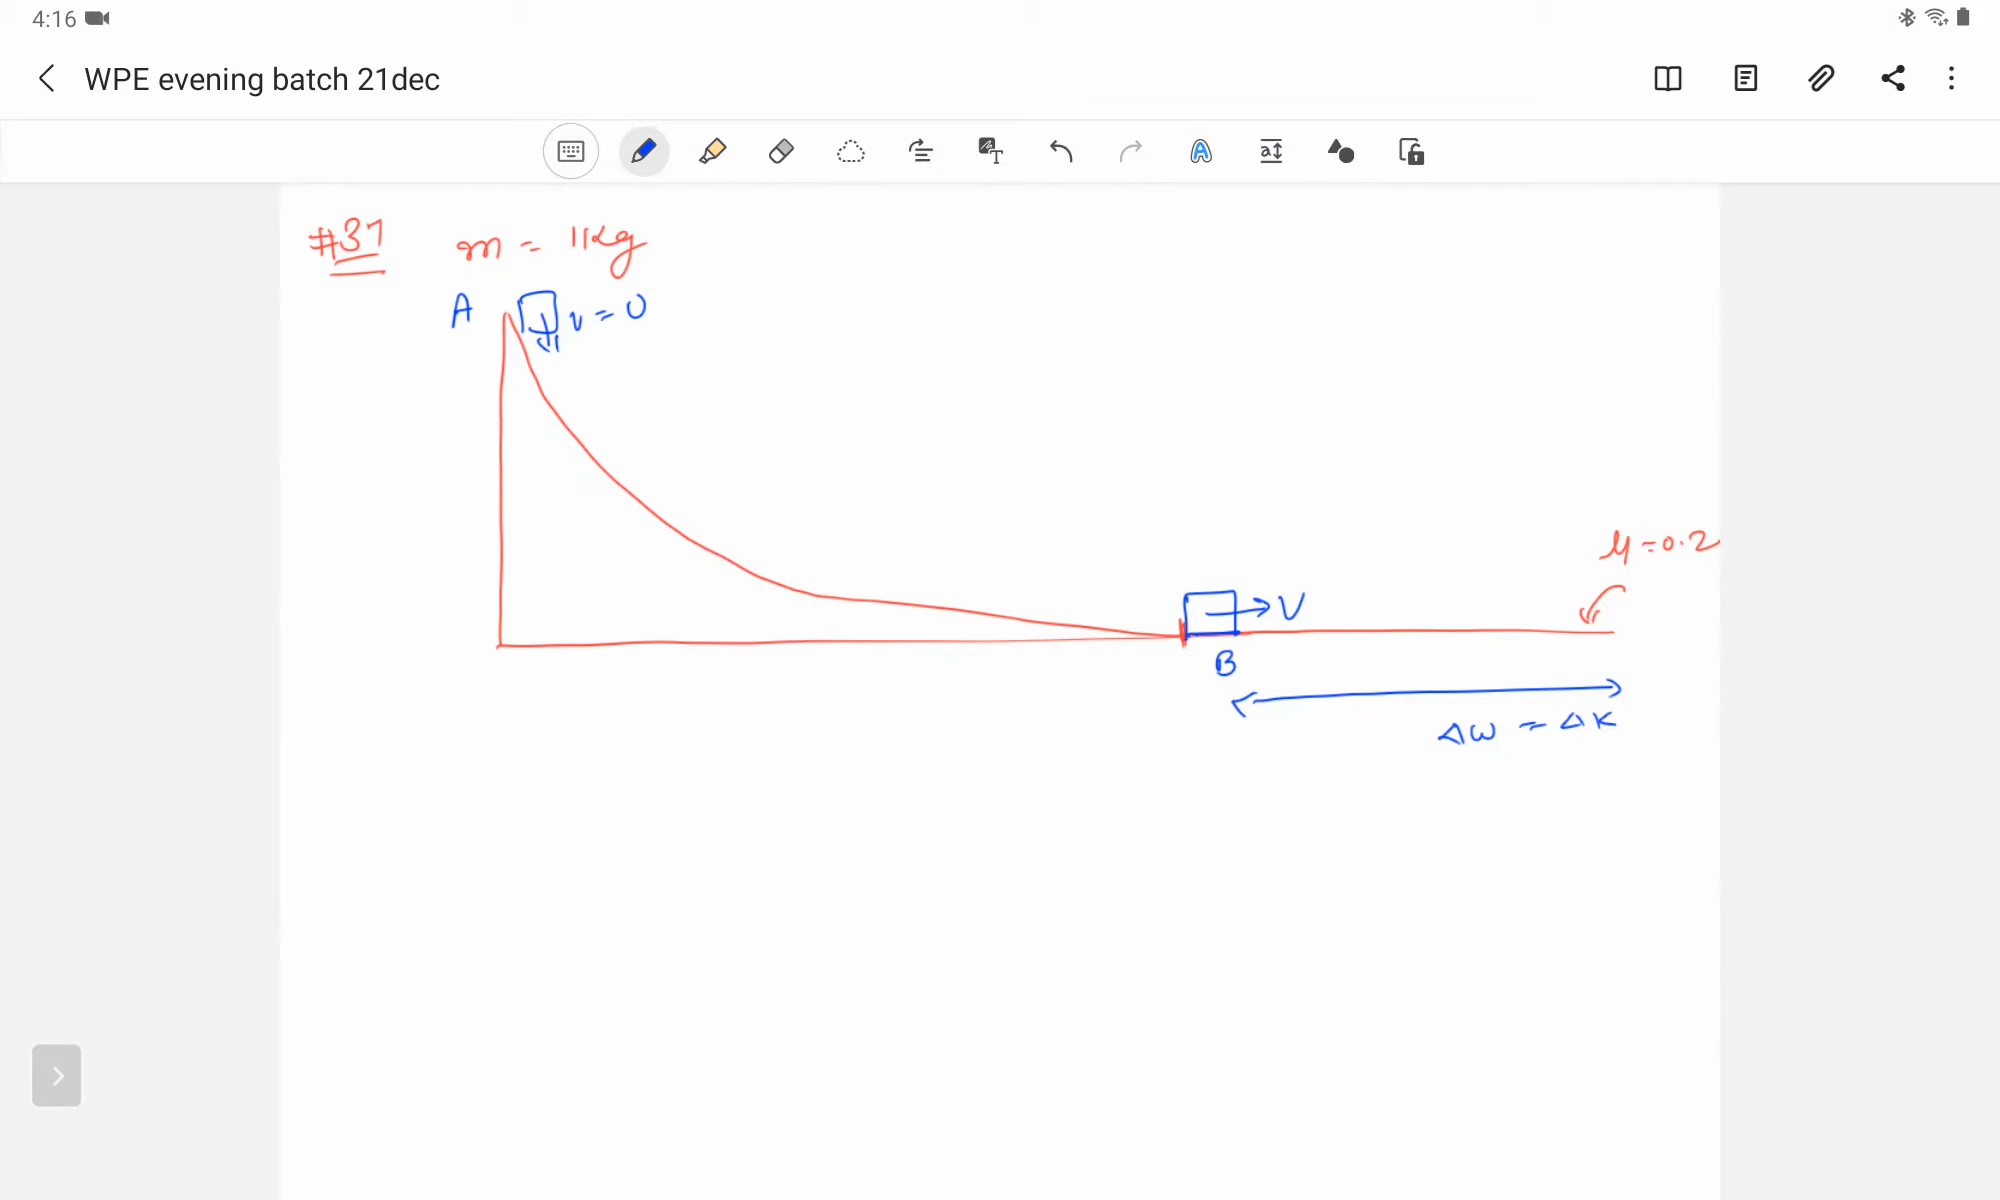 4:16
WPE evening batch 21dec
#37 m = 1kg
A v = 0
μ = 0.2
V
B
ΔW = ΔK